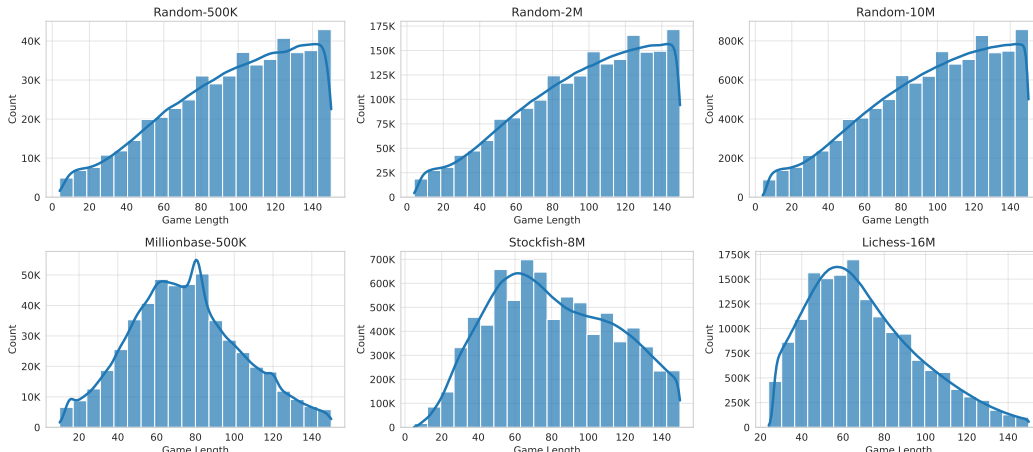 Random-500K
Random-2M
Random-10M
40K
30K
20K
10K
0
Count
0 20 40 60 80 100 120 140
Game Length
175K
150K
125K
100K
75K
50K
25K
0
Count
0 20 40 60 80 100 120 140
Game Length
800K
600K
400K
200K
0
Count
0 20 40 60 80 100 120 140
Game Length
Millionbase-500K
Stockfish-8M
Lichess-16M
50K
40K
30K
20K
10K
0
Count
20 40 60 80 100 120 140
Game Length
700K
600K
500K
400K
300K
200K
100K
0
Count
0 20 40 60 80 100 120 140
Game Length
1750K
1500K
1250K
1000K
750K
500K
250K
0
Count
20 40 60 80 100 120 140
Game Length